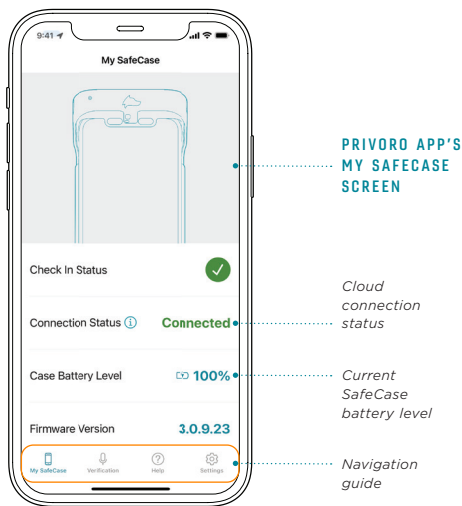 9:41
My SafeCase
PRIVORO APP'S
MY SAFECASE
SCREEN
Check In Status
Connection Status Connected
Cloud
connection
status
Case Battery Level 100%
Current
SafeCase
battery level
Firmware Version 3.0.9.23
My SafeCase Verification Help Settings
Navigation
guide